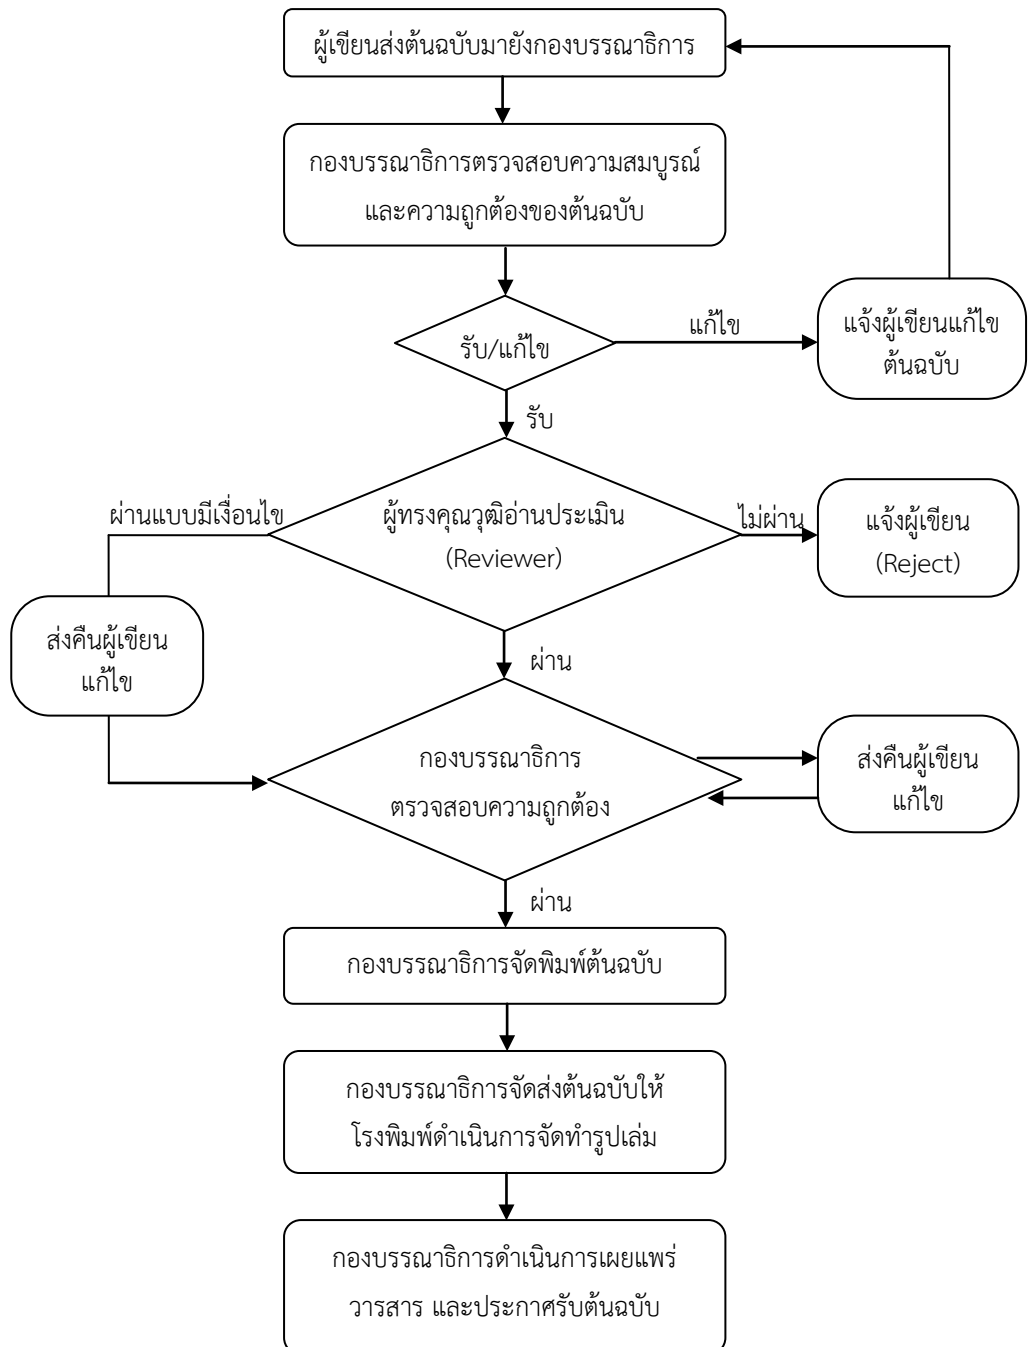 ผู้เขียนส่งต้นฉบับมายังกองบรรณาธิการ
กองบรรณาธิการตรวจสอบความสมบูรณ์
และความถูกต้องของต้นฉบับ
รับ/แก้ไข
แก้ไข
แจ้งผู้เขียนแก้ไข
ต้นฉบับ
รับ
ผ่านแบบมีเงื่อนไข
ผู้ทรงคุณวุฒิอ่านประเมิน
(Reviewer)
ไม่ผ่าน
แจ้งผู้เขียน
(Reject)
ส่งคืนผู้เขียน
แก้ไข
ผ่าน
กองบรรณาธิการ
ตรวจสอบความถูกต้อง
ส่งคืนผู้เขียน
แก้ไข
ผ่าน
กองบรรณาธิการจัดพิมพ์ต้นฉบับ
กองบรรณาธิการจัดส่งต้นฉบับให้
โรงพิมพ์ดำเนินการจัดทำรูปเล่ม
กองบรรณาธิการดำเนินการเผยแพร่
วารสาร และประกาศรับต้นฉบับ